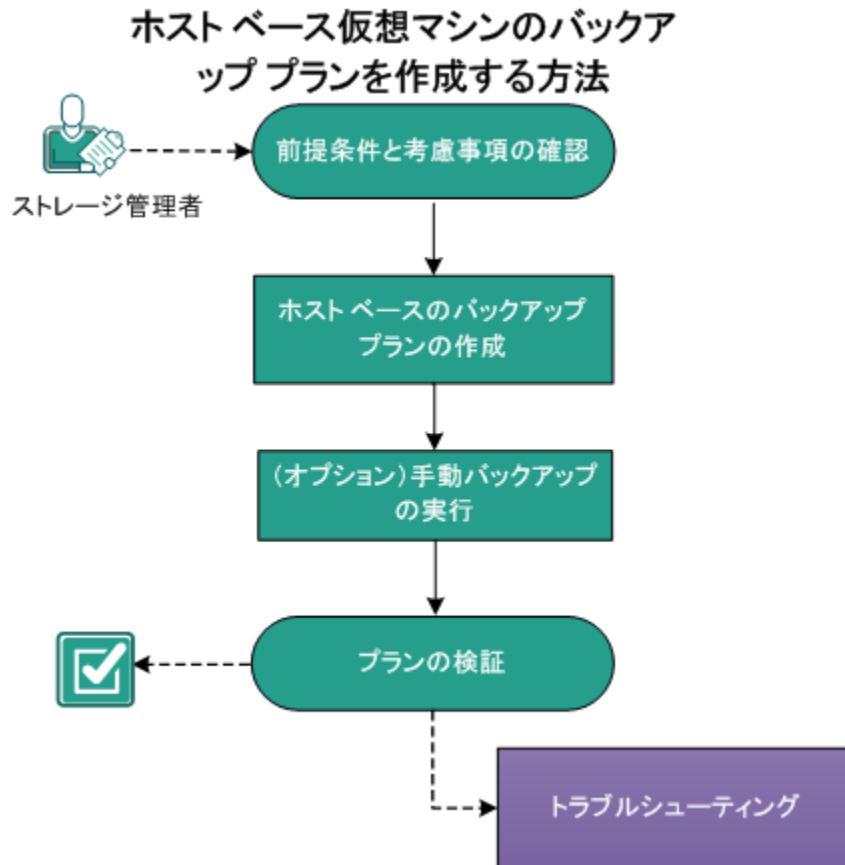 ホスト ベース仮想マシンのバックア
ップ プランを作成する方法
前提条件と考慮事項の確認
ストレージ管理者
ホスト ベースのバックアップ
プランの作成
(オプション)手動バックアップ
の実行
プランの検証
トラブルシューティング